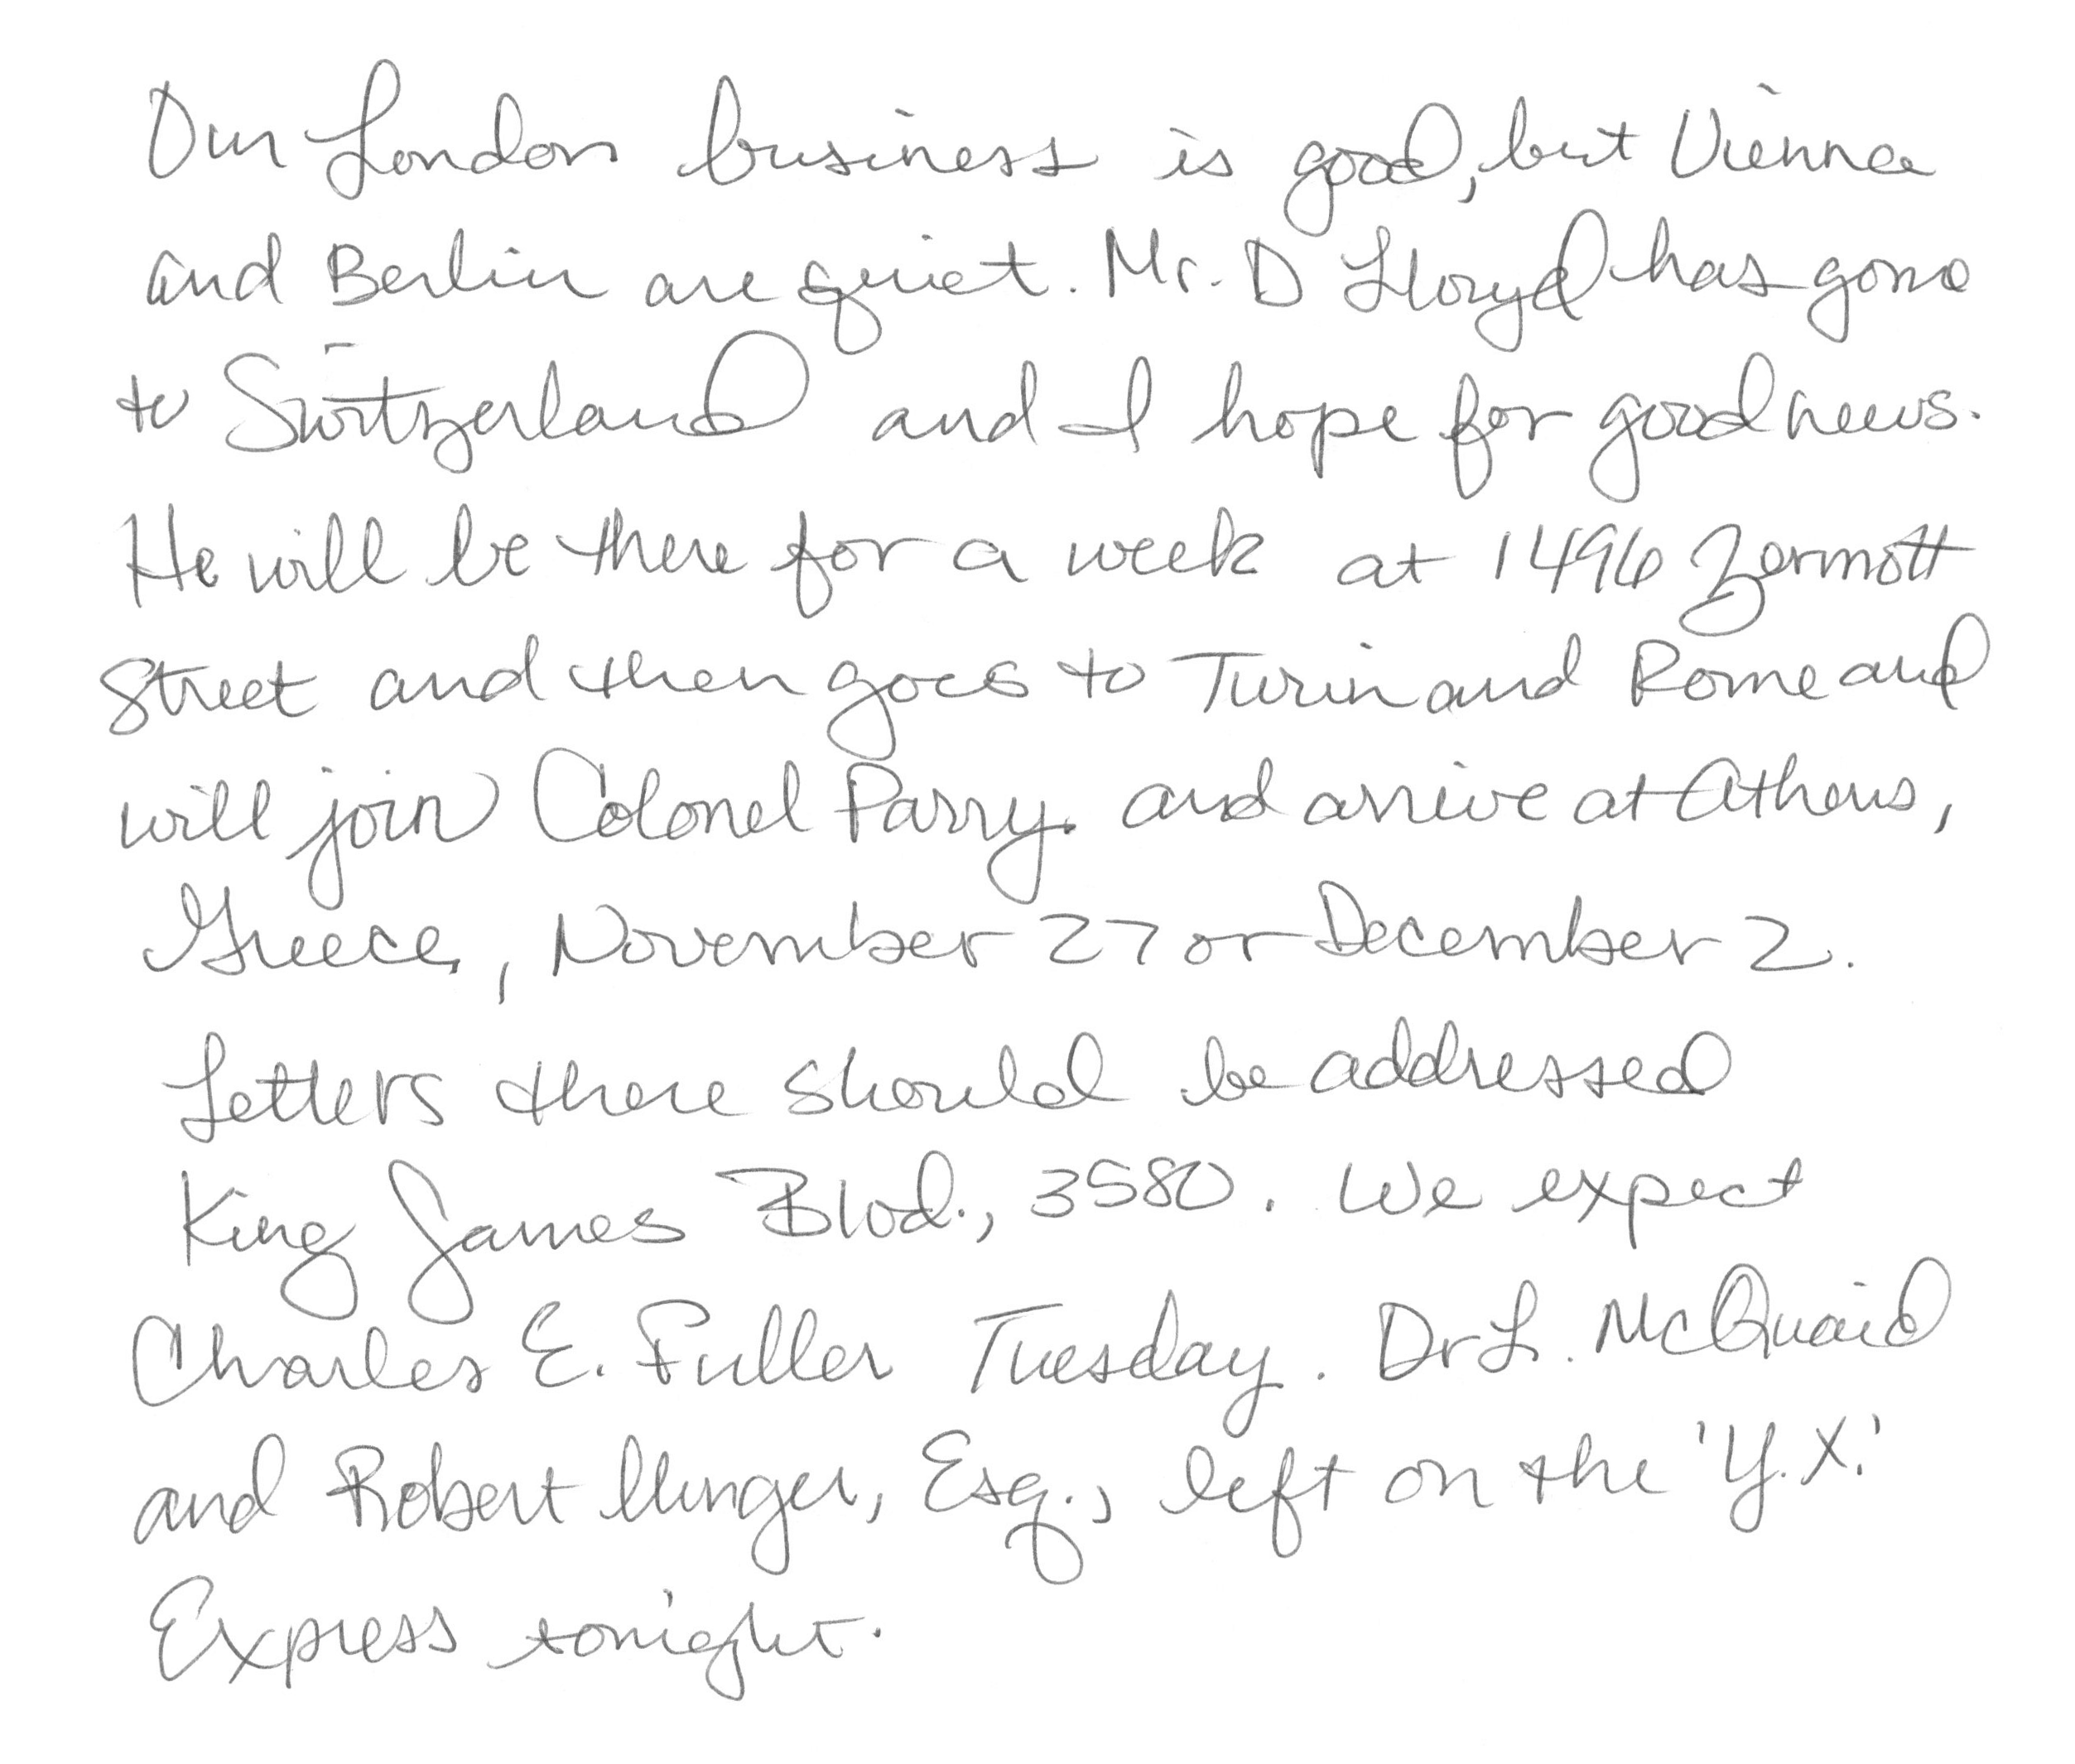 Our London business is good, but Vienna
and Berlin are quiet. Mr. D Lloyd has gone
to Switzerland and I hope for good news.
He will be there for a week at 1496 Zermott
Street and then goes to Turin and Rome and
will join Colonel Parry. and arrive at Athens,
Greece, November 27 or December 2.
Letters there should be addressed
King James Blvd., 3580. We expect
Charles E. Fuller Tuesday. Dr L. McQuaid
and Robert Unger, Esq., left on the 'Y.X.'
Express tonight.